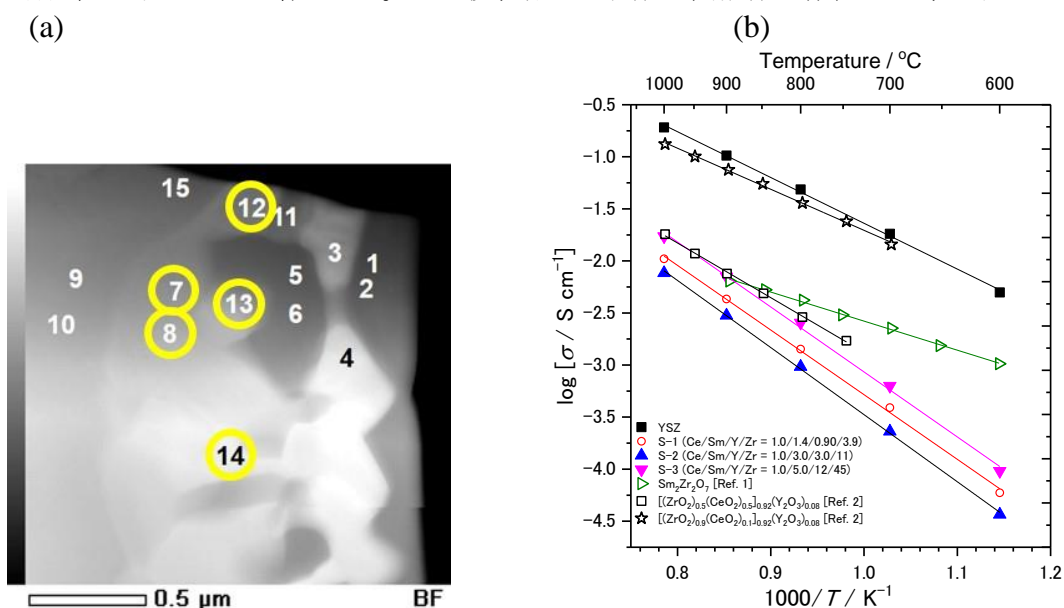 (a)
(b)
15
12
11
3
1
2
5
9
7
13
6
10
8
4
14
0.5 μm
BF
Temperature / °C
1000
900
800
700
600
-0.5
-1.0
-1.5
-2.0
-2.5
-3.0
-3.5
-4.0
-4.5
log [σ / S cm⁻¹]
YSZ
S-1 (Ce/Sm/Y/Zr = 1.0/1.4/0.90/3.9)
S-2 (Ce/Sm/Y/Zr = 1.0/3.0/3.0/11)
S-3 (Ce/Sm/Y/Zr = 1.0/5.0/12/45)
Sm₂Zr₂O₇ [Ref. 1]
[(ZrO₂)₀.₅(CeO₂)₀.₅]₀.₉₂(Y₂O₃)₀.₀₈ [Ref. 2]
[(ZrO₂)₀.₉(CeO₂)₀.₁]₀.₉₂(Y₂O₃)₀.₀₈ [Ref. 2]
0.8
0.9
1.0
1.1
1.2
1000/ T / K⁻¹